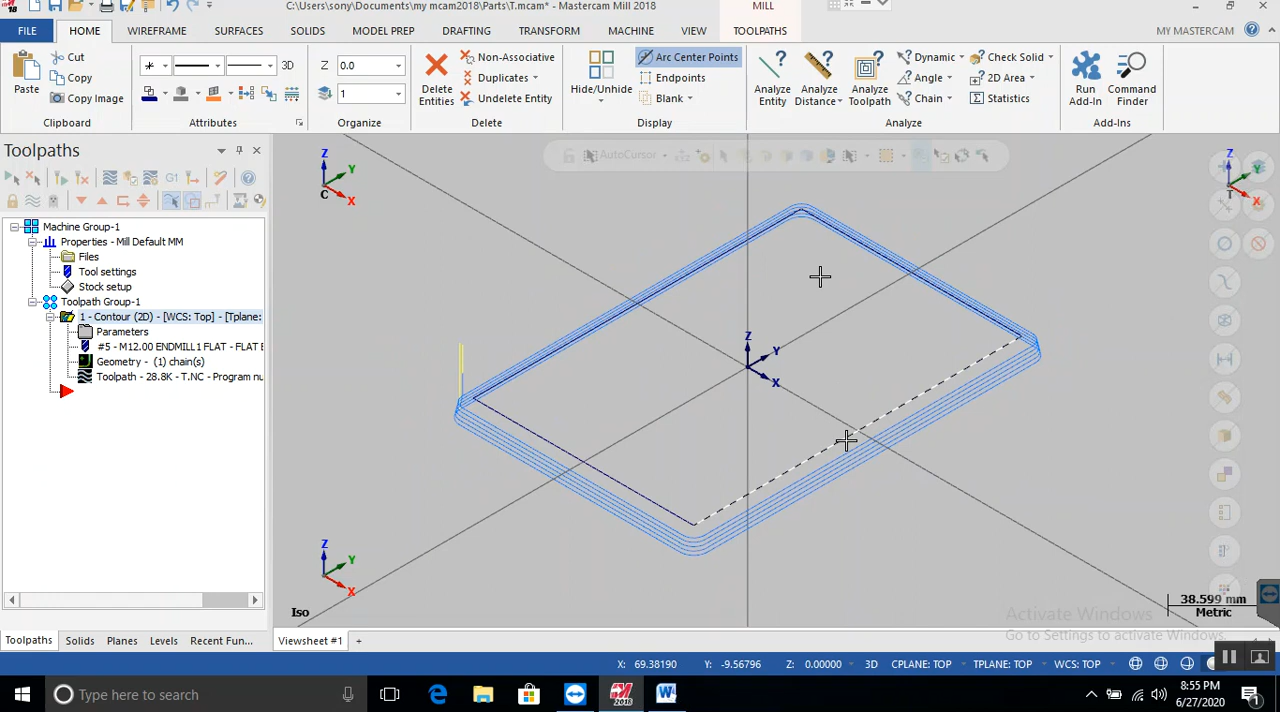 C:\Users\sony\Documents\my mcam2018\Parts\T.mcam* - Mastercam Mill 2018
MILL
FILE HOME WIREFRAME SURFACES SOLIDS MODEL PREP DRAFTING TRANSFORM MACHINE VIEW TOOLPATHS MY MASTERCAM
Paste
Cut
Copy
Copy Image
Clipboard
3D
Attributes
Z 0.0
1
Organize
Delete Entities
Non-Associative
Duplicates
Undelete Entity
Delete
Hide/Unhide
Arc Center Points
Endpoints
Blank
Display
Analyze Entity
Analyze Distance
Analyze Toolpath
Dynamic
Angle
Chain
Check Solid
2D Area
Statistics
Analyze
Run Add-In
Command Finder
Add-Ins
Toolpaths
G1
Machine Group-1
Properties - Mill Default MM
Files
Tool settings
Stock setup
Toolpath Group-1
1 - Contour (2D) - [WCS: Top] - [Tplane:
Parameters
#5 - M12.00 ENDMILL1 FLAT - FLAT E
Geometry - (1) chain(s)
Toolpath - 28.8K - T.NC - Program nu
Toolpaths Solids Planes Levels Recent Fun...
AutoCursor
XYZ
Z
Y
X
C
Z
Y
X
T
Z
Y
X
Z
Y
X
Iso
38.599 mm
Metric
Activate Windows
Go to Settings to activate Windows.
Viewsheet #1 +
X: 69.38190 Y: -9.56796 Z: 0.00000 3D CPLANE: TOP TPLANE: TOP WCS: TOP
Type here to search
2018
8:55 PM
6/27/2020
1